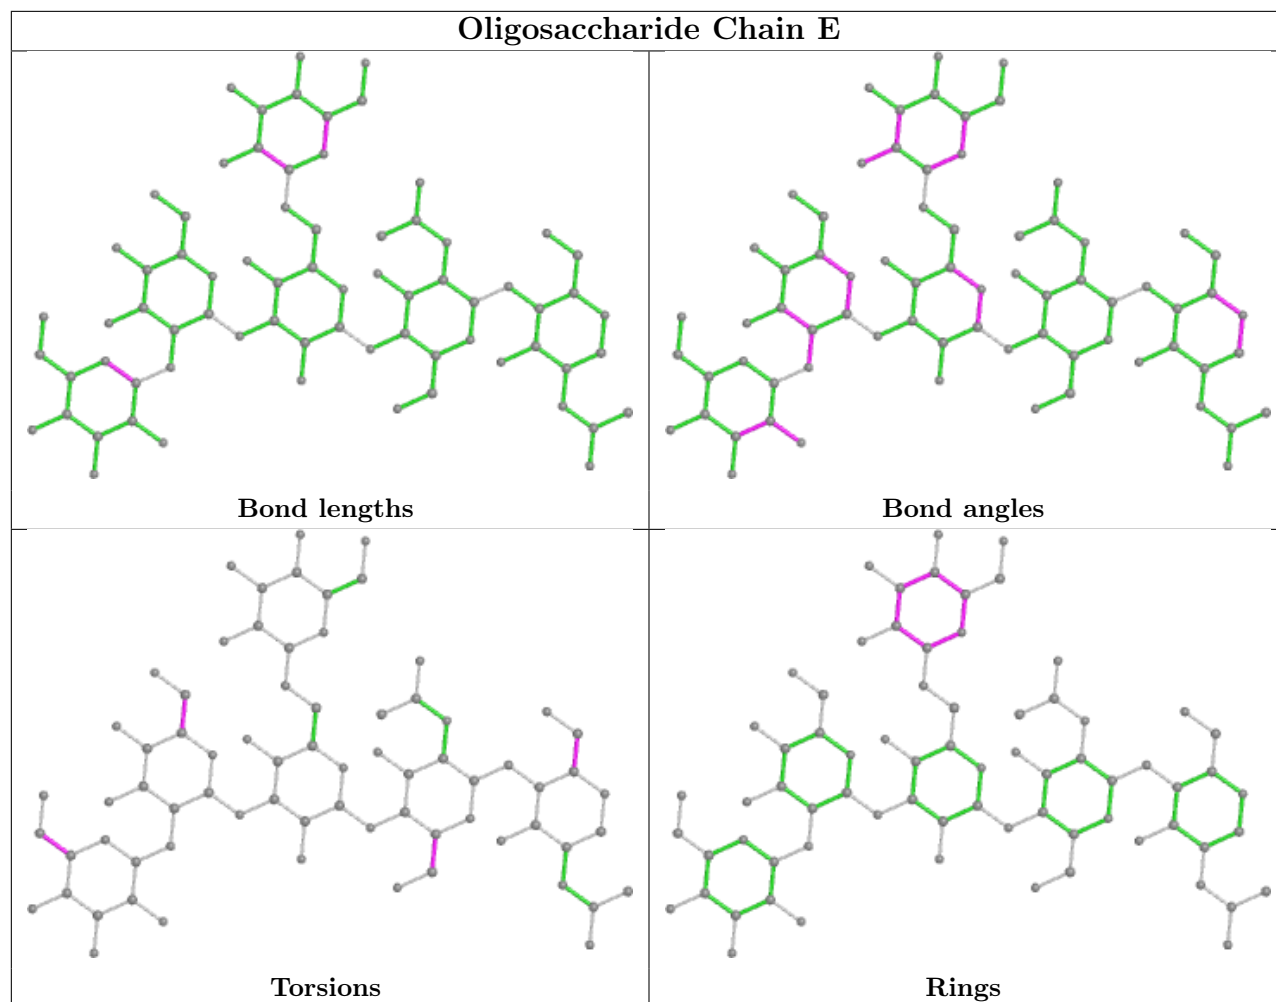 Oligosaccharide Chain E
Bond lengths
Bond angles
Torsions
Rings